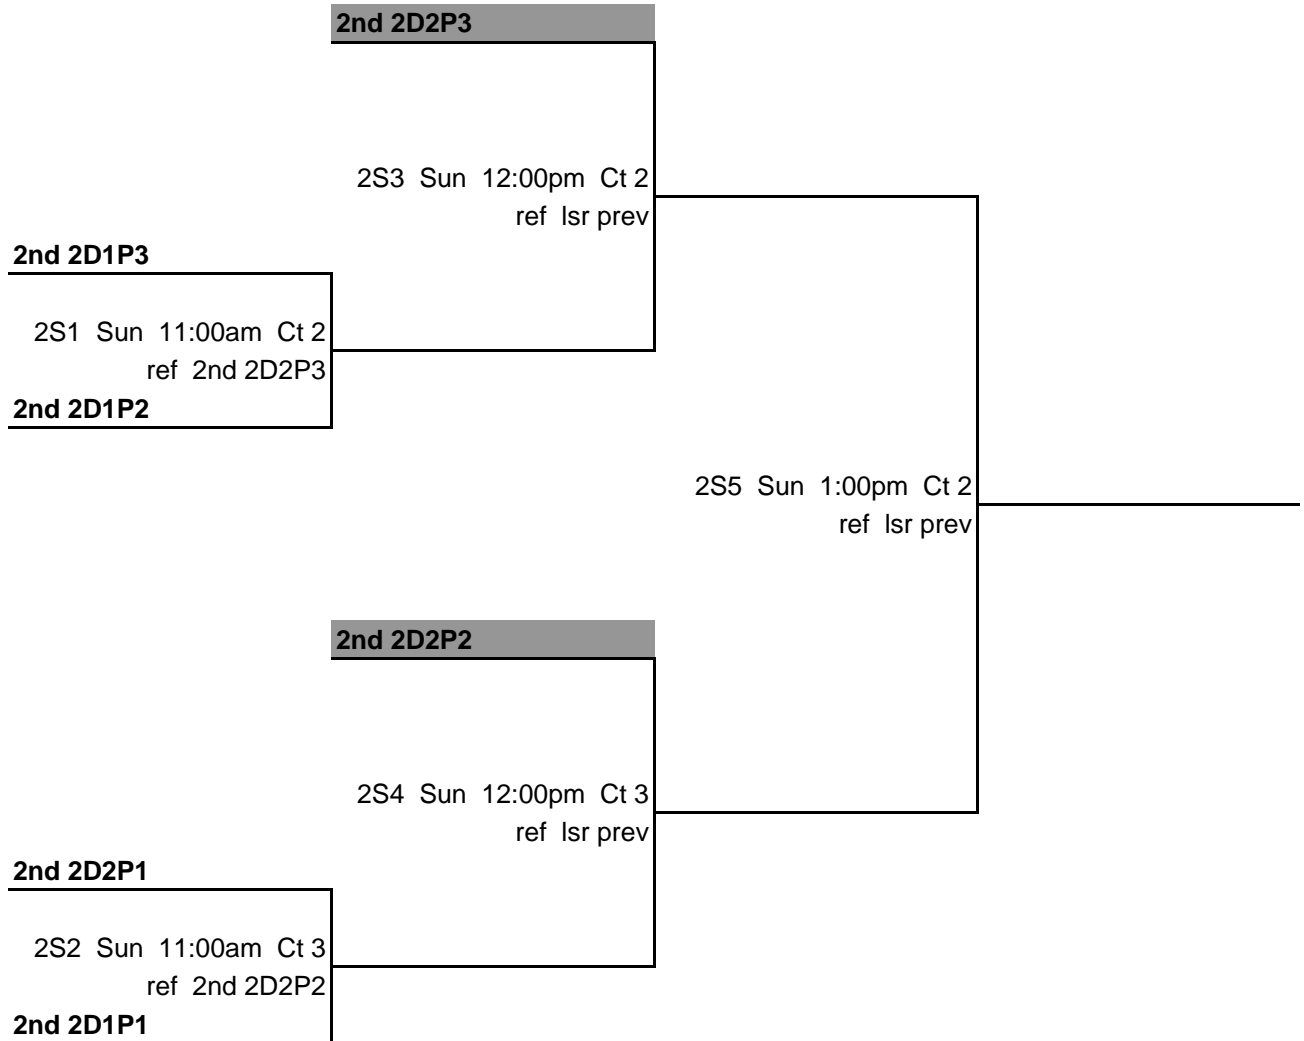 2nd 2D2P3
2S3 Sun 12:00pm Ct 2
ref lsr prev
2nd 2D1P3
2S1 Sun 11:00am Ct 2
ref 2nd 2D2P3
2nd 2D1P2
2S5 Sun 1:00pm Ct 2
ref lsr prev
2nd 2D2P2
2S4 Sun 12:00pm Ct 3
ref lsr prev
2nd 2D2P1
2S2 Sun 11:00am Ct 3
ref 2nd 2D2P2
2nd 2D1P1